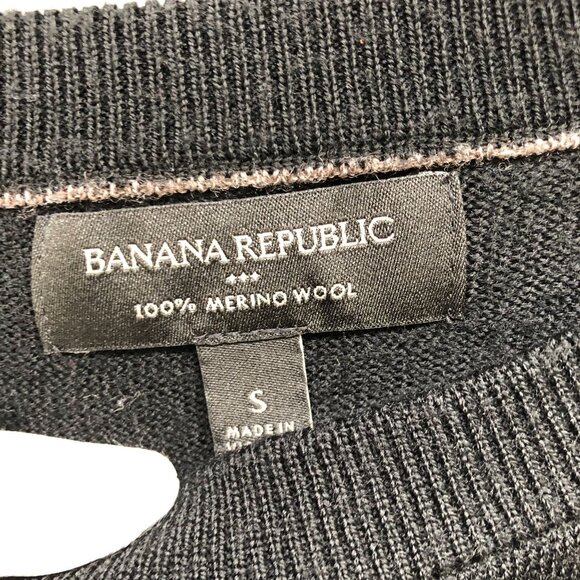 BANANA REPUBLIC
100% MERINO WOOL
S
MADE IN